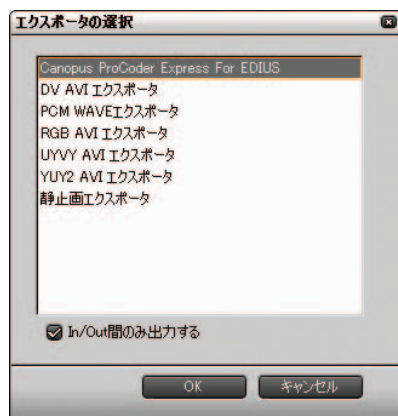 エクスポータの選択
Canopus ProCoder Express For EDIUS
DV AVI エクスポータ
PCM WAVEエクスポータ
RGB AVI エクスポータ
UYVY AVI エクスポータ
YUY2 AVI エクスポータ
静止画エクスポータ
In/Out間のみ出力する
OK
キャンセル